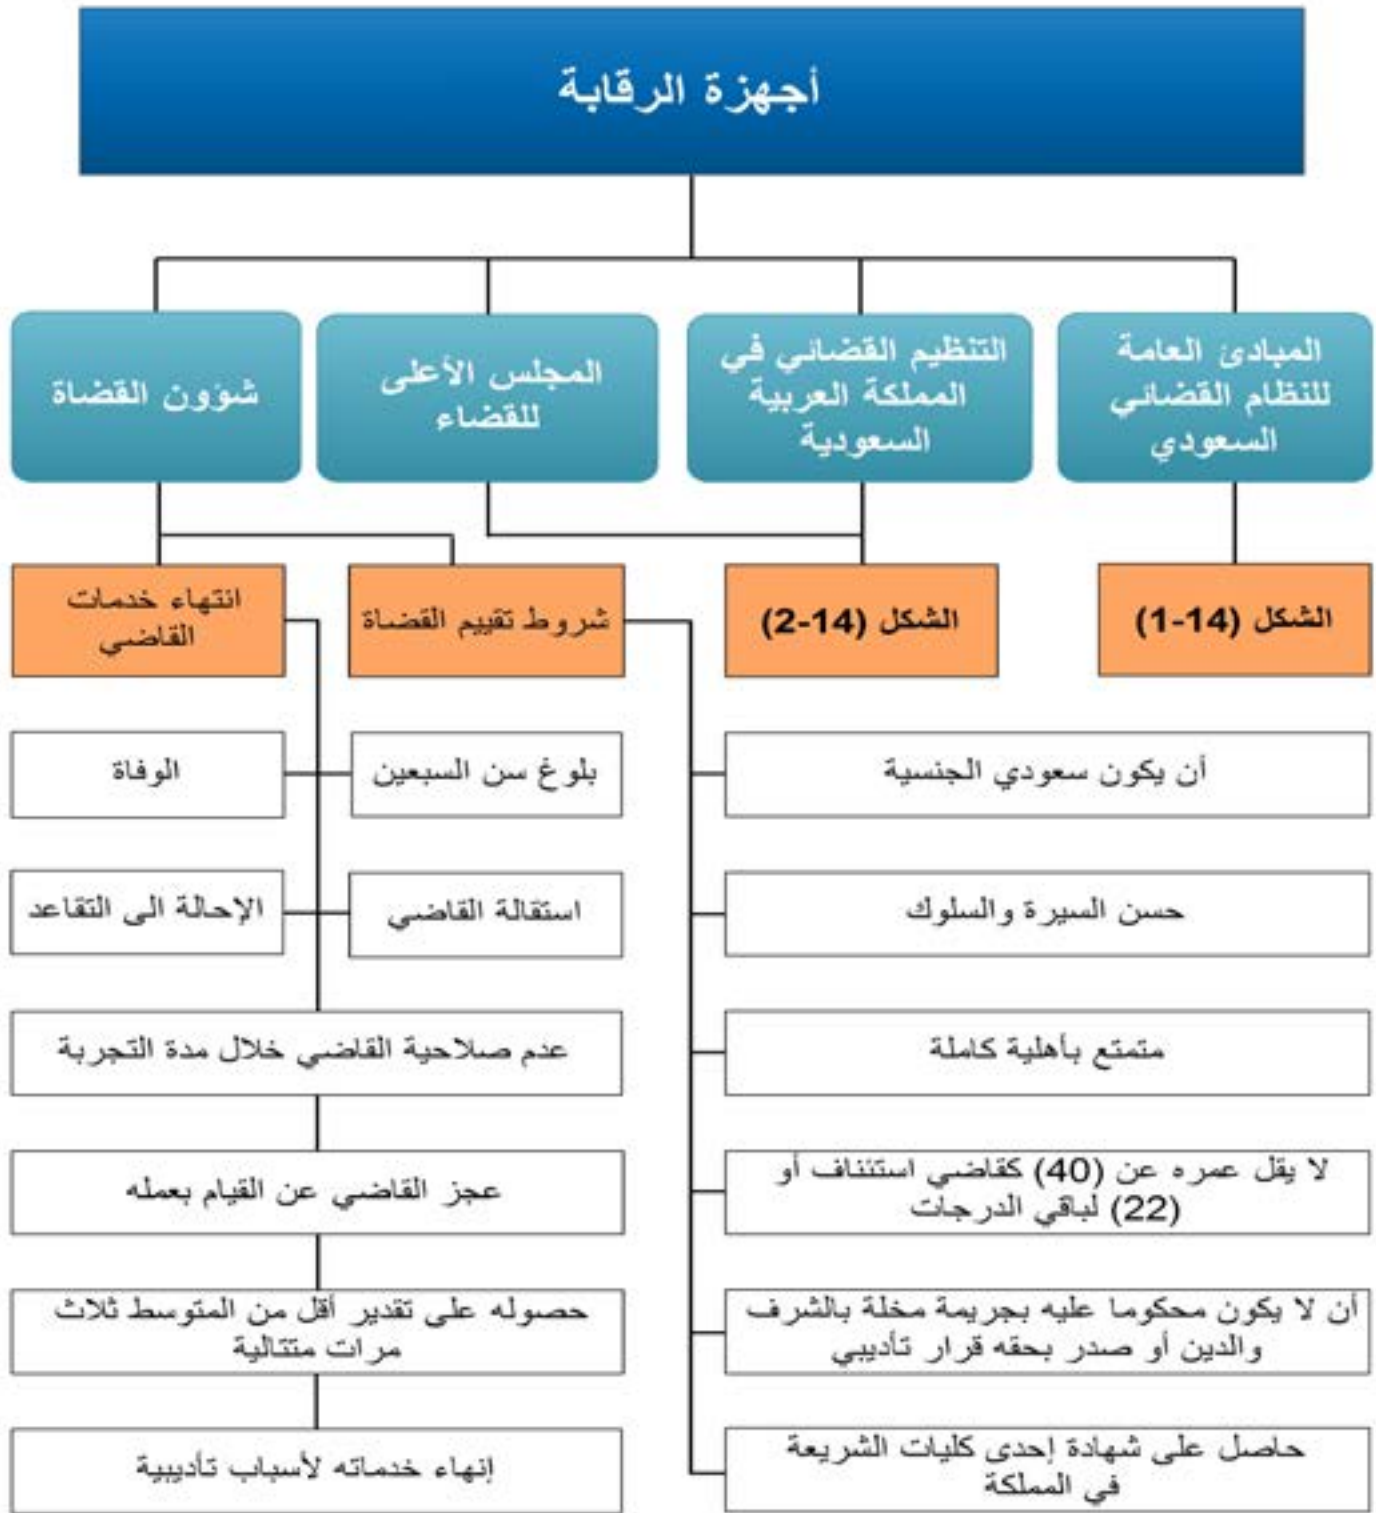 أجهزة الرقابة
المبادئ العامة
للنظام القضائي
السعودي
التنظيم القضائي في
المملكة العربية
السعودية
المجلس الأعلى
للقضاء
شؤون القضاة
الشكل (14-1)
الشكل (14-2)
شروط تقييم القضاة
انتهاء خدمات
القاضي
أن يكون سعودي الجنسية
حسن السيرة والسلوك
متمتع بأهلية كاملة
لا يقل عمره عن (40) كقاضي استئناف أو
(22) لباقي الدرجات
أن لا يكون محكوما عليه بجريمة مخلة بالشرف
والدين أو صدر بحقه قرار تأديبي
حاصل على شهادة إحدى كليات الشريعة
في المملكة
بلوغ سن السبعين
الوفاة
استقالة القاضي
الإحالة الى التقاعد
عدم صلاحية القاضي خلال مدة التجربة
عجز القاضي عن القيام بعمله
حصوله على تقدير أقل من المتوسط ثلاث
مرات متتالية
إنهاء خدماته لأسباب تأديبية